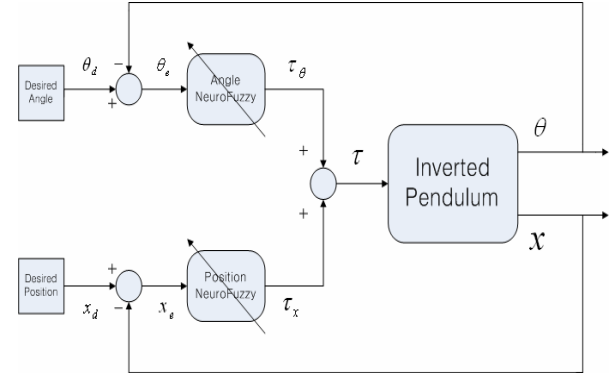 −
θd
θe
Desired
Angle
+
Angle
NeuroFuzzy
τθ
+
τ
θ
Inverted
Pendulum
+
x
Desired
Position
+
xd
−
xe
Position
NeuroFuzzy
τx